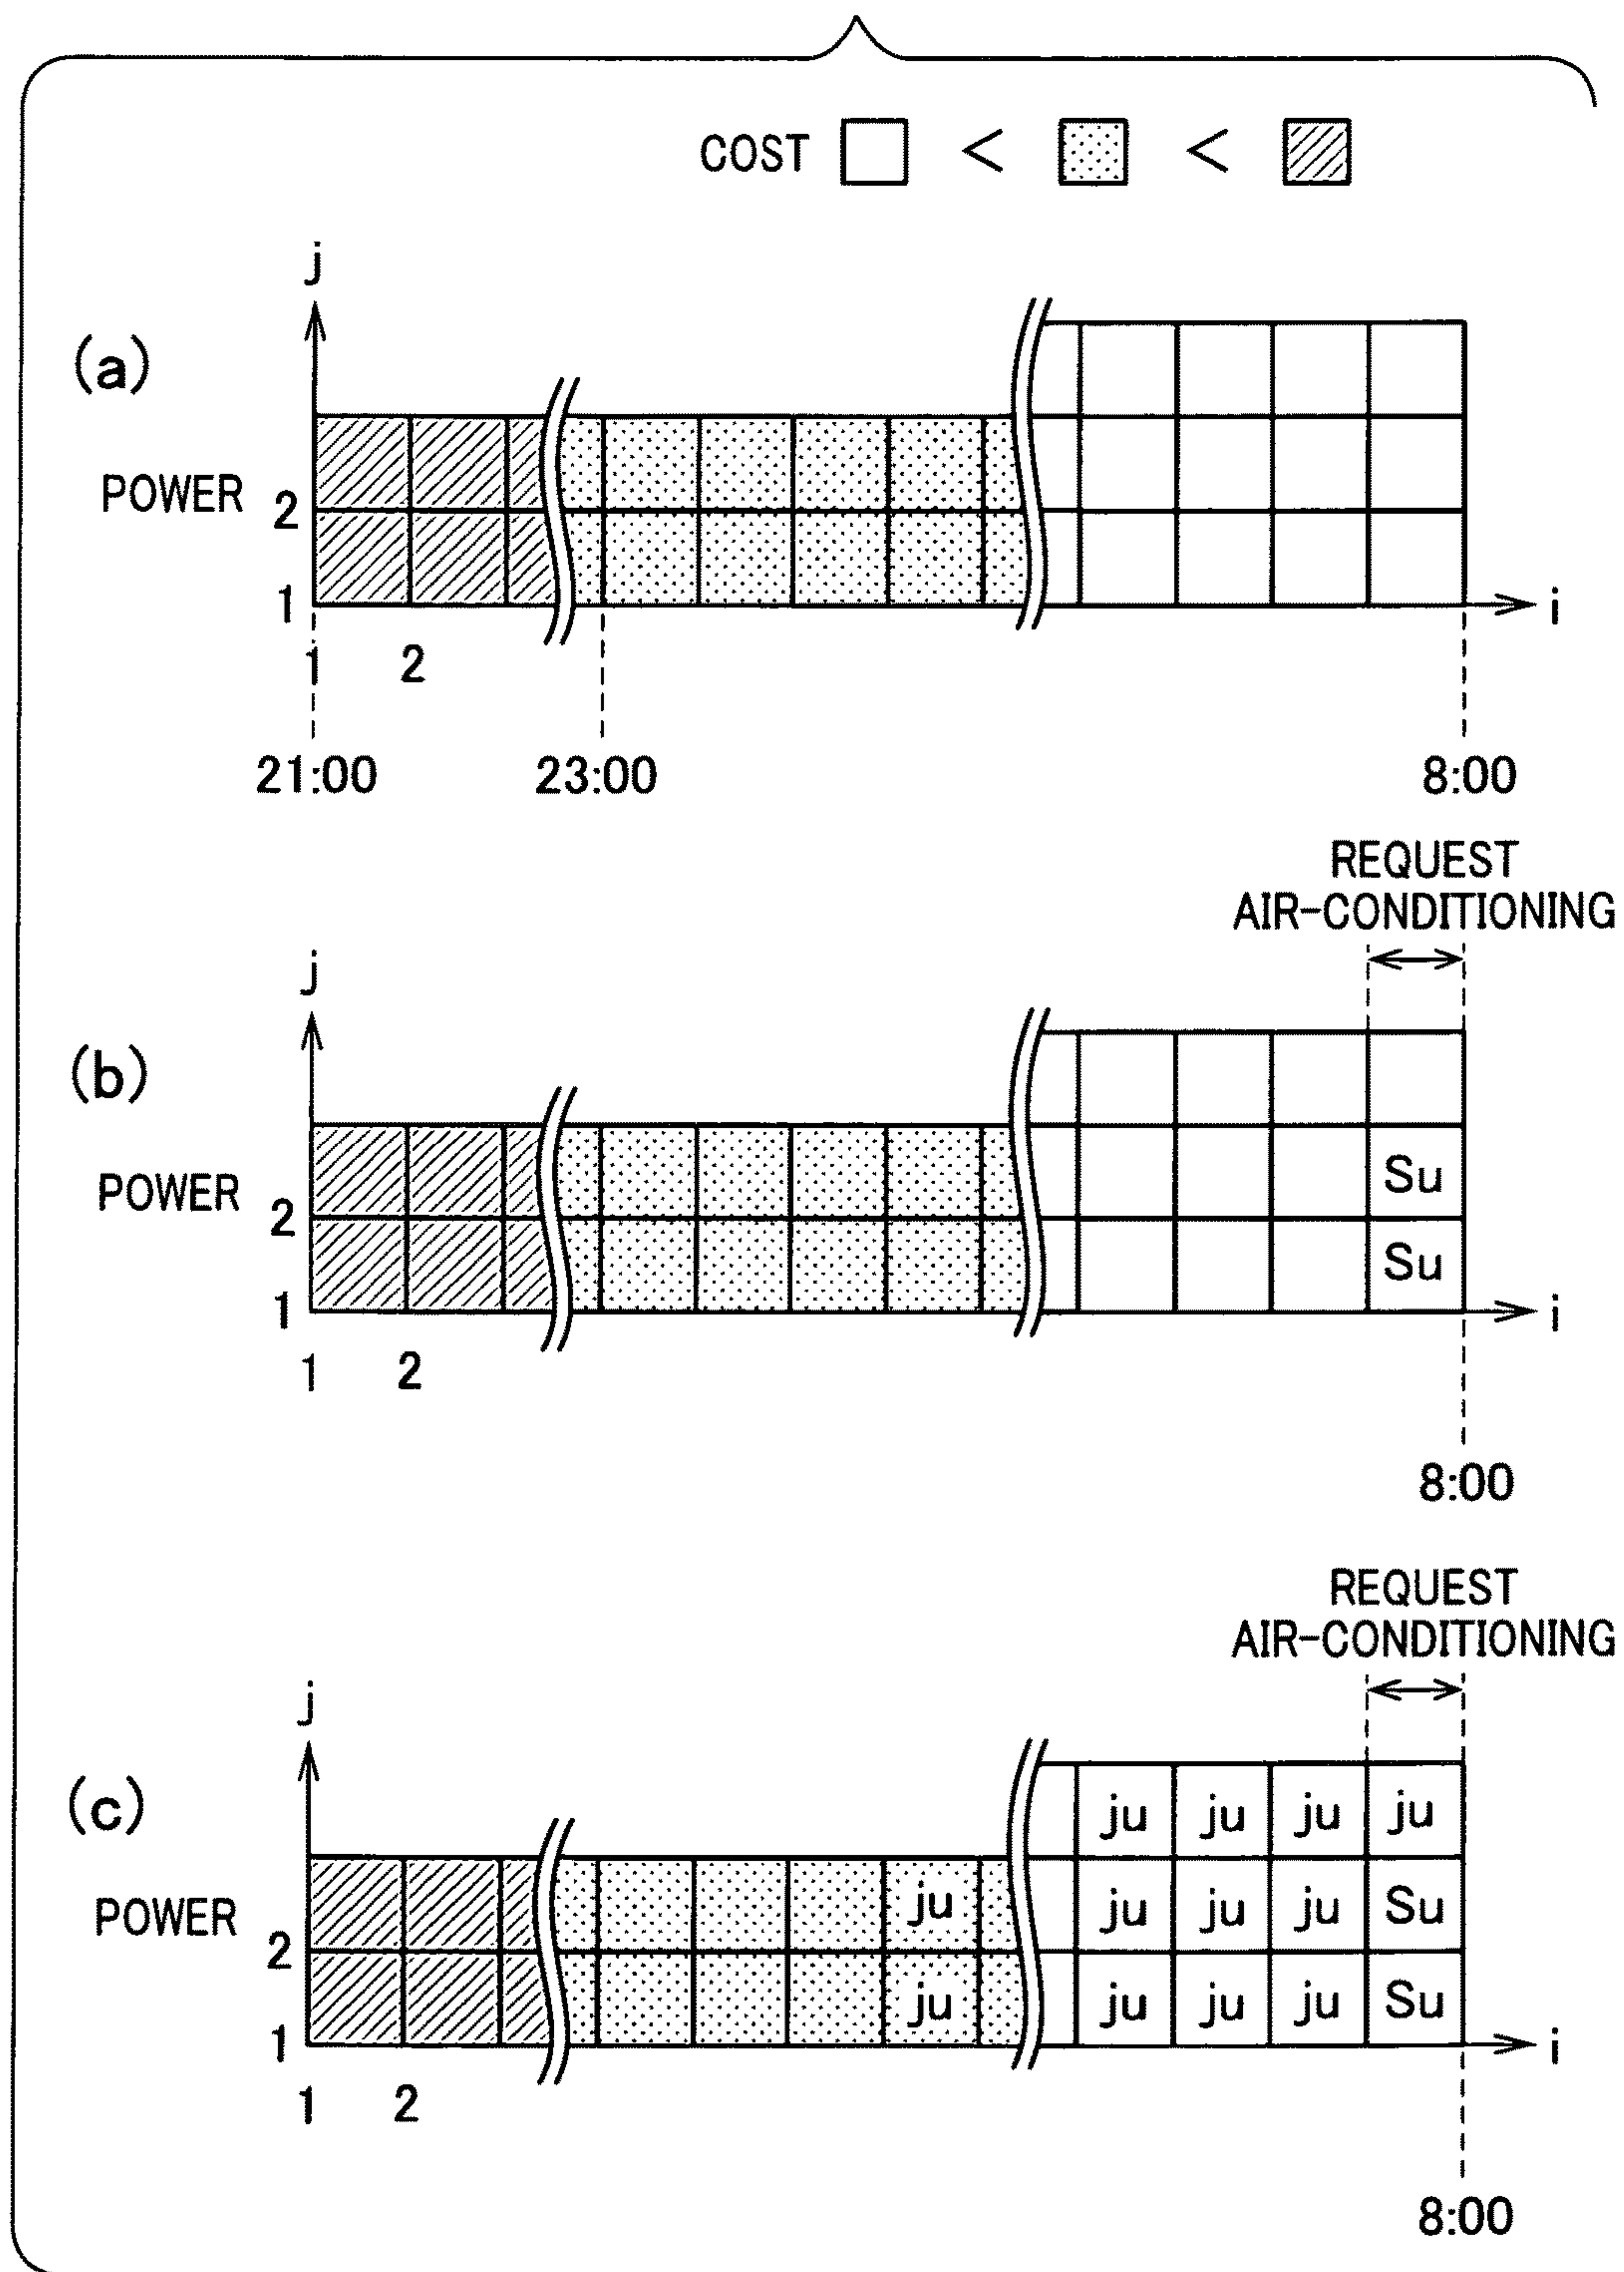 COST < <
j
(a)
POWER 2
1
i
1 2
21:00 23:00 8:00
REQUEST
AIR-CONDITIONING
j
(b)
POWER 2
Su
Su
1
i
1 2
8:00
REQUEST
AIR-CONDITIONING
j
(c)
ju ju ju ju
POWER 2
ju ju ju ju Su
ju ju ju ju Su
1
i
1 2
8:00